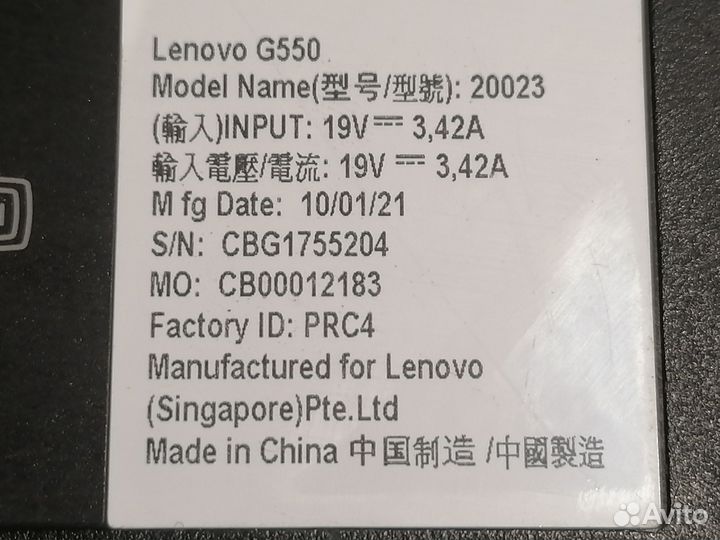 Lenovo G550
Model Name(型号/型號): 20023
(輸入)INPUT: 19V⎓ 3,42A
輸入電壓/電流: 19V ⎓ 3,42A
Mfg Date: 10/01/21
S/N: CBG1755204
MO: CB00012183
Factory ID: PRC4
Manufactured for Lenovo
(Singapore)Pte.Ltd
Made in China 中国制造 /中國製造
Avito